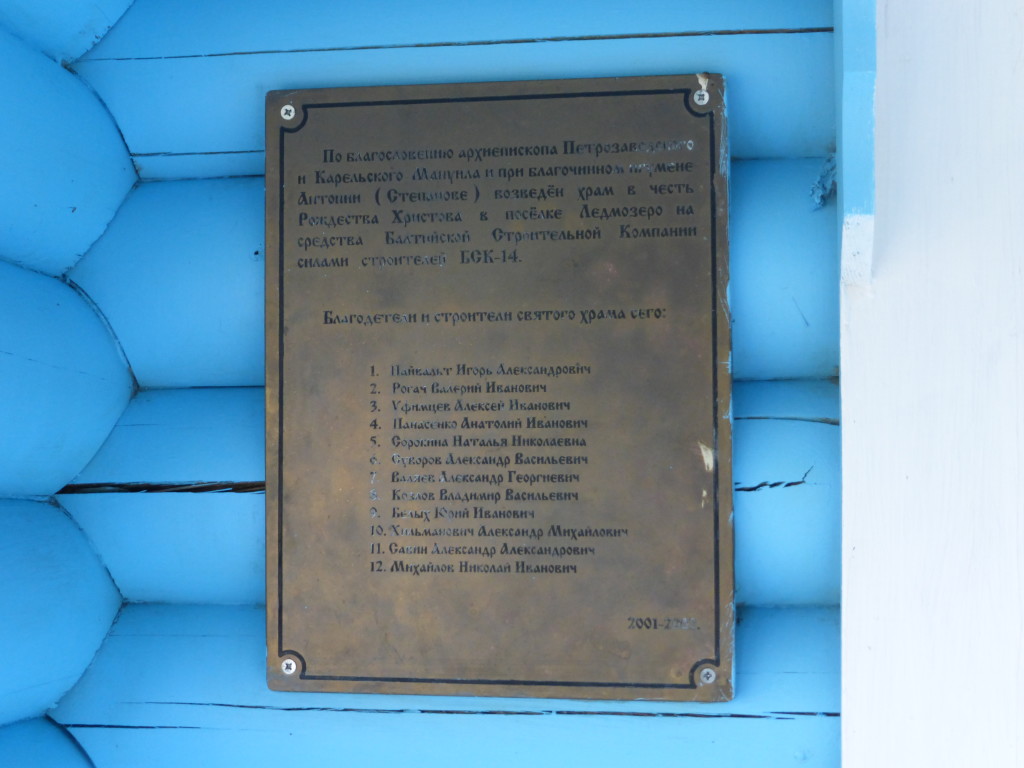 По благословению архиепископа Петрозаводского
и Карельского Мануила и при благочинном игумене
Антонии (Степанове) возведён храм в честь
Рождества Христова в посёлке Ледмозеро на
средства Балтийской Строительной Компании
силами строителей БСК-14.
Благодетели и строители святого храма сего:
1. Пайвальт Игорь Александрович
2. Рогач Валерий Иванович
3. Уфимцев Алексей Иванович
4. Панасенко Анатолий Иванович
5. Сорокина Наталья Николаевна
6. Суворов Александр Васильевич
7. Валяев Александр Георгиевич
8. Козлов Владимир Васильевич
9. Белых Юрий Иванович
10. Хильманович Александр Михайлович
11. Савин Александр Александрович
12. Михайлов Николай Иванович